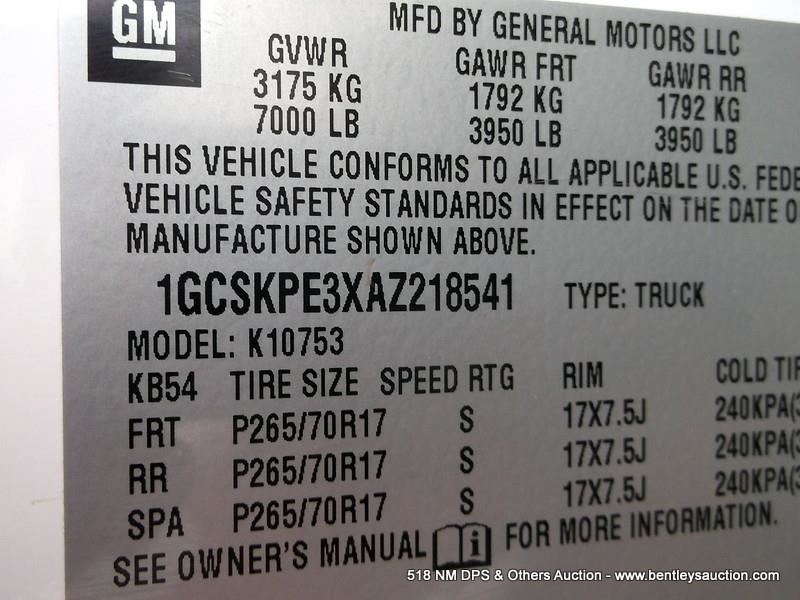 GM
MFD BY GENERAL MOTORS LLC
GVWR GAWR FRT GAWR RR
3175 KG 1792 KG 1792 KG
7000 LB 3950 LB 3950 LB
THIS VEHICLE CONFORMS TO ALL APPLICABLE U.S. FEDE
VEHICLE SAFETY STANDARDS IN EFFECT ON THE DATE O
MANUFACTURE SHOWN ABOVE.
1GCSKPE3XAZ218541 TYPE: TRUCK
MODEL: K10753
KB54 TIRE SIZE SPEED RTG RIM COLD TIR
FRT P265/70R17 S 17X7.5J 240KPA(3
RR P265/70R17 S 17X7.5J 240KPA(3
SPA P265/70R17 S 17X7.5J 240KPA(3
SEE OWNER'S MANUAL i FOR MORE INFORMATION.
518 NM DPS & Others Auction - www.bentleysauction.com